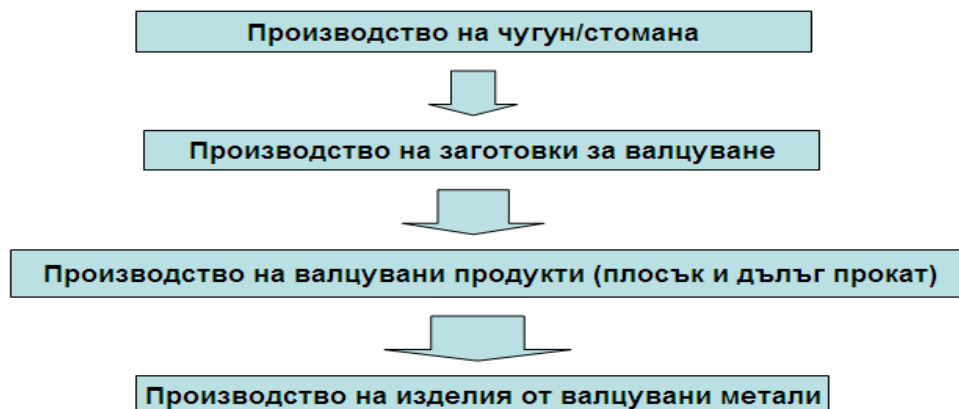 Производство на чугун/стомана
Производство на заготовки за валцуване
Производство на валцувани продукти (плосък и дълъг прокат)
Производство на изделия от валцувани метали